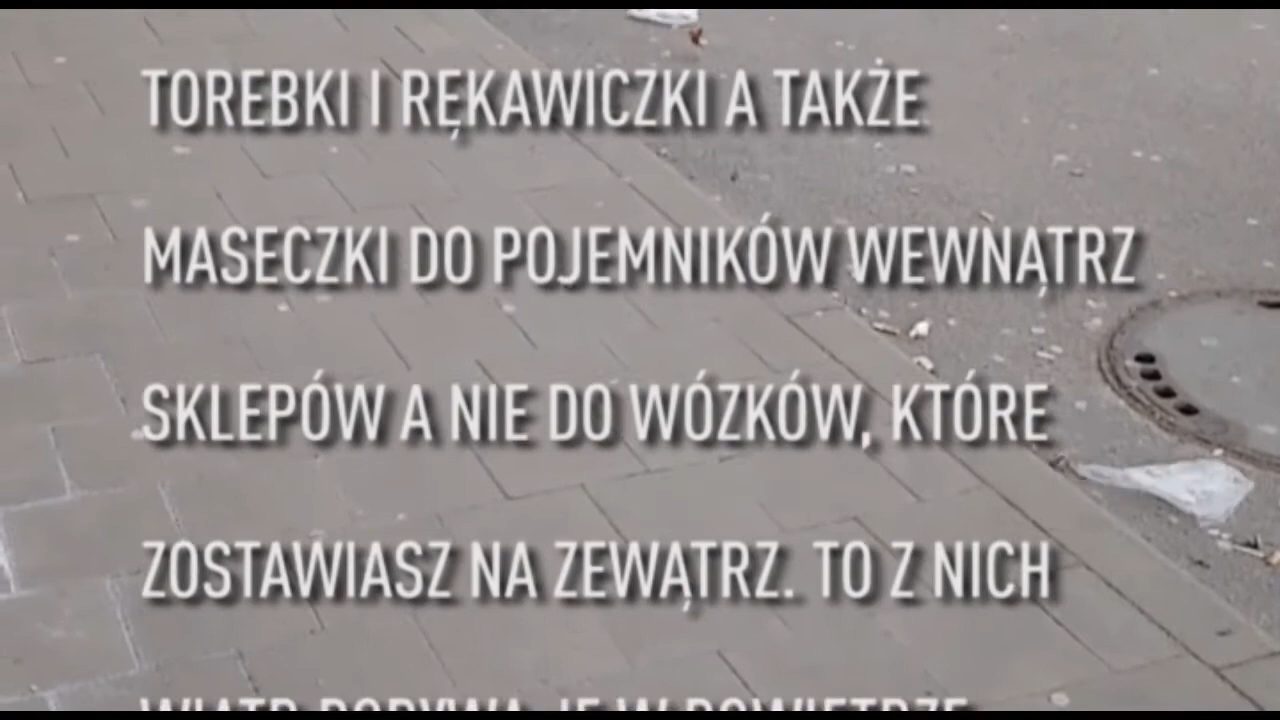 TOREBKI I RĘKAWICZKI A TAKŻE
MASECZKI DO POJEMNIKÓW WEWNĄTRZ
SKLEPÓW A NIE DO WÓZKÓW, KTÓRE
ZOSTAWIASZ NA ZEWĄTRZ. TO Z NICH